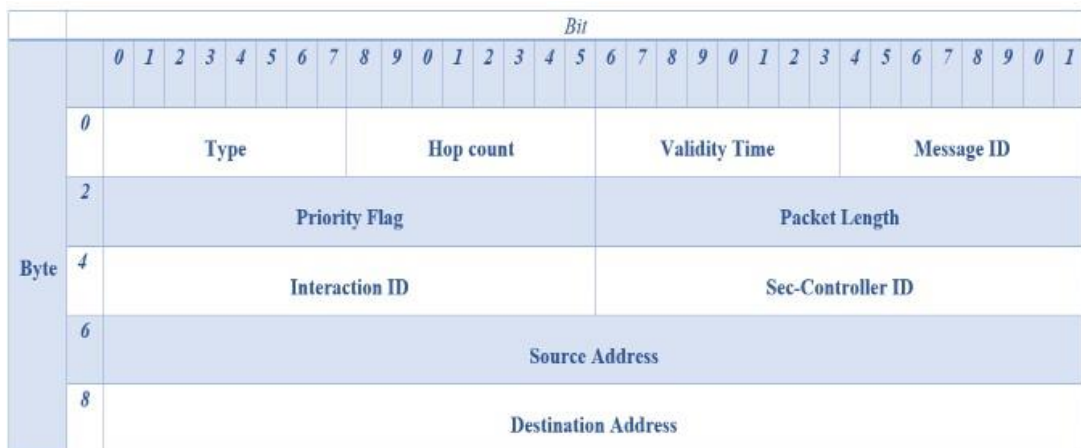 Bit
0 1 2 3 4 5 6 7 8 9 0 1 2 3 4 5 6 7 8 9 0 1 2 3 4 5 6 7 8 9 0 1
0 Type Hop count Validity Time Message ID
2 Priority Flag Packet Length
Byte 4 Interaction ID Sec-Controller ID
6 Source Address
8 Destination Address